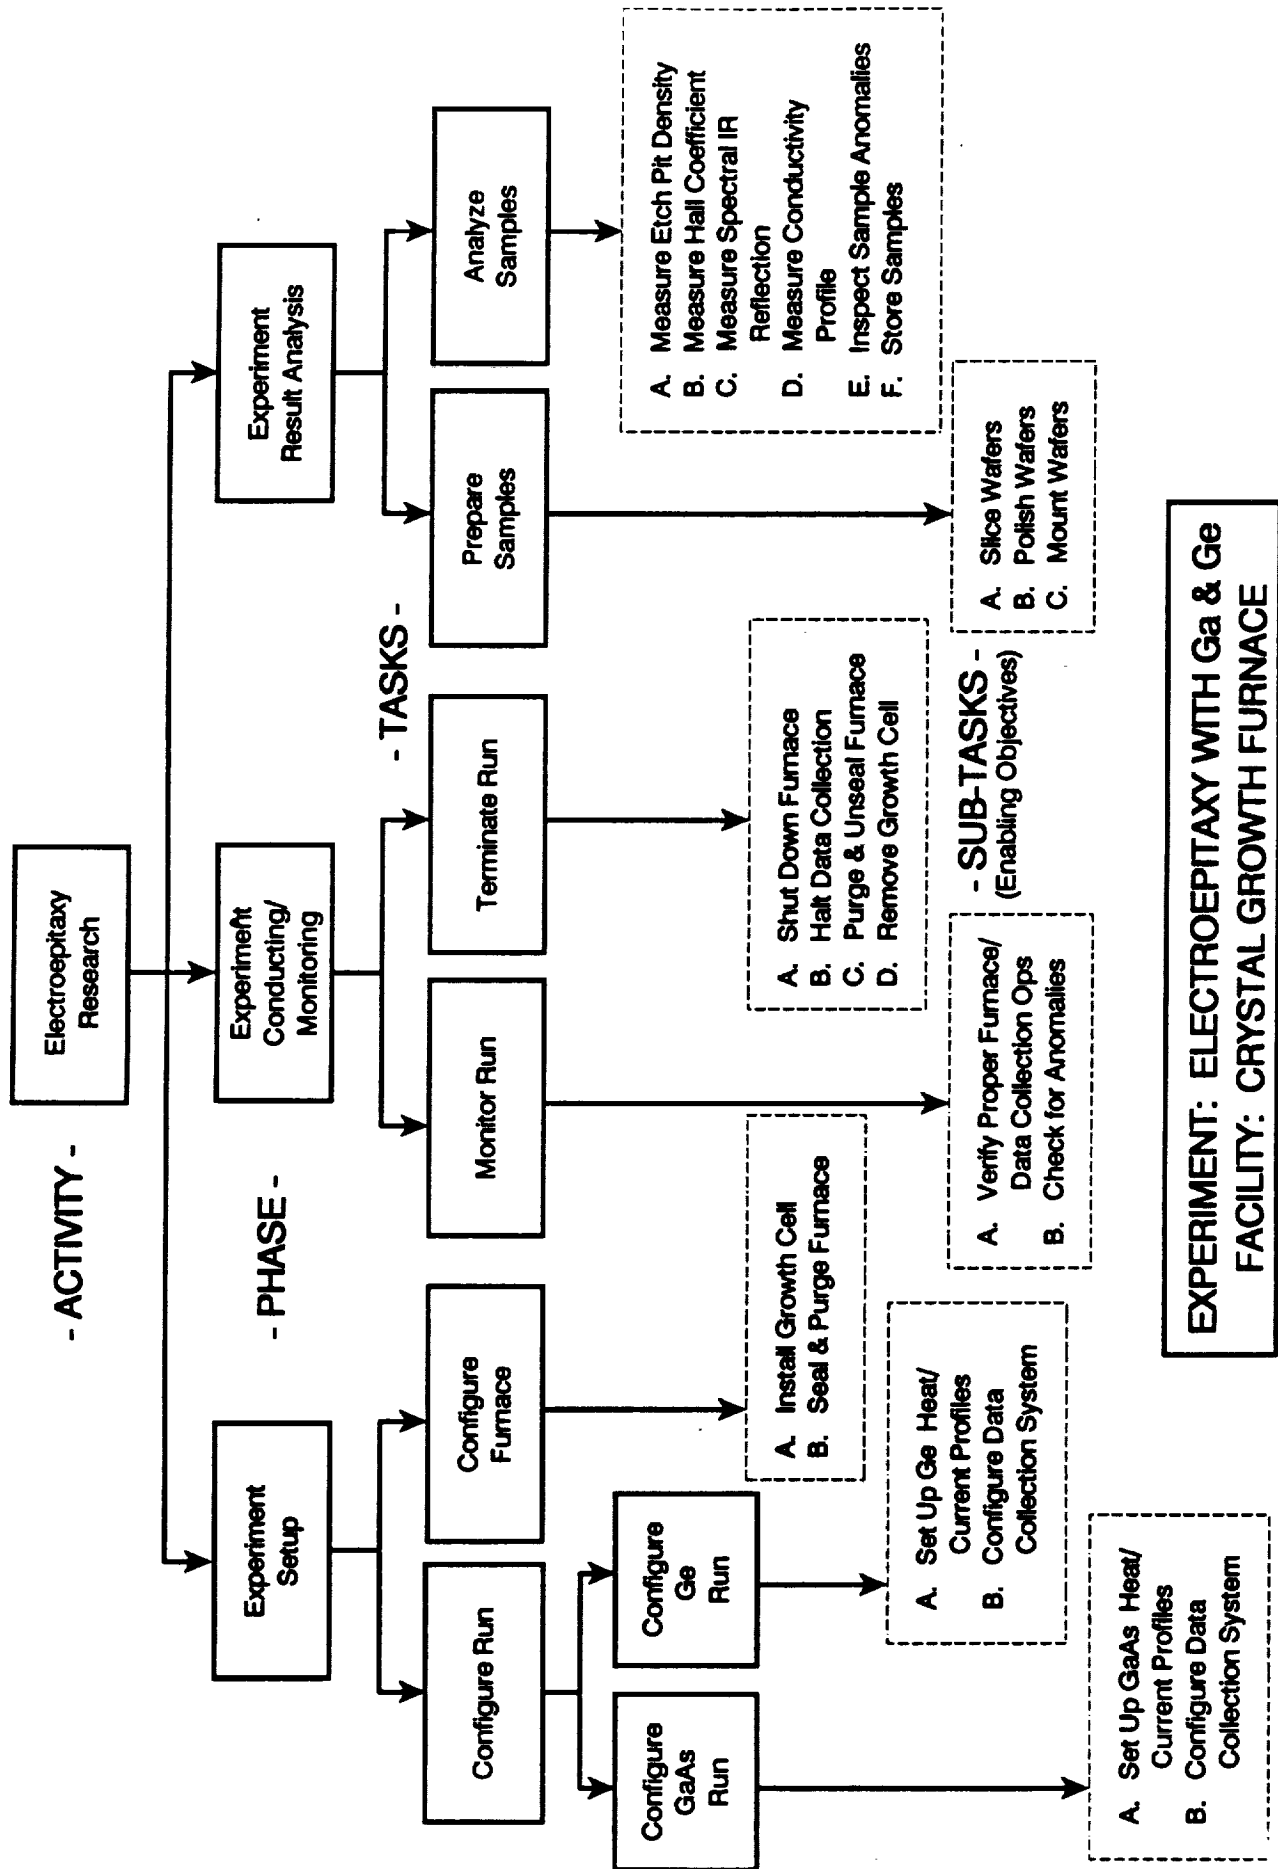 - ACTIVITY -
Electroepitaxy
Research
- PHASE -
Experiment
Setup
Experiment
Conducting/
Monitoring
Experiment
Result Analysis
- TASKS -
Configure Run
Configure
Furnace
Monitor Run
Terminate Run
Prepare
Samples
Analyze
Samples
Configure
GaAs
Run
Configure
Ge
Run
A. Install Growth Cell
B. Seal & Purge Furnace
A. Shut Down Furnace
B. Halt Data Collection
C. Purge & Unseal Furnace
D. Remove Growth Cell
A. Measure Etch Pit Density
B. Measure Hall Coefficient
C. Measure Spectral IR
Reflection
D. Measure Conductivity
Profile
E. Inspect Sample Anomalies
F. Store Samples
A. Set Up Ge Heat/
Current Profiles
B. Configure Data
Collection System
A. Verify Proper Furnace/
Data Collection Ops
B. Check for Anomalies
- SUB-TASKS -
(Enabling Objectives)
A. Slice Wafers
B. Polish Wafers
C. Mount Wafers
A. Set Up GaAs Heat/
Current Profiles
B. Configure Data
Collection System
EXPERIMENT: ELECTROEPITAXY WITH Ga & Ge
FACILITY: CRYSTAL GROWTH FURNACE